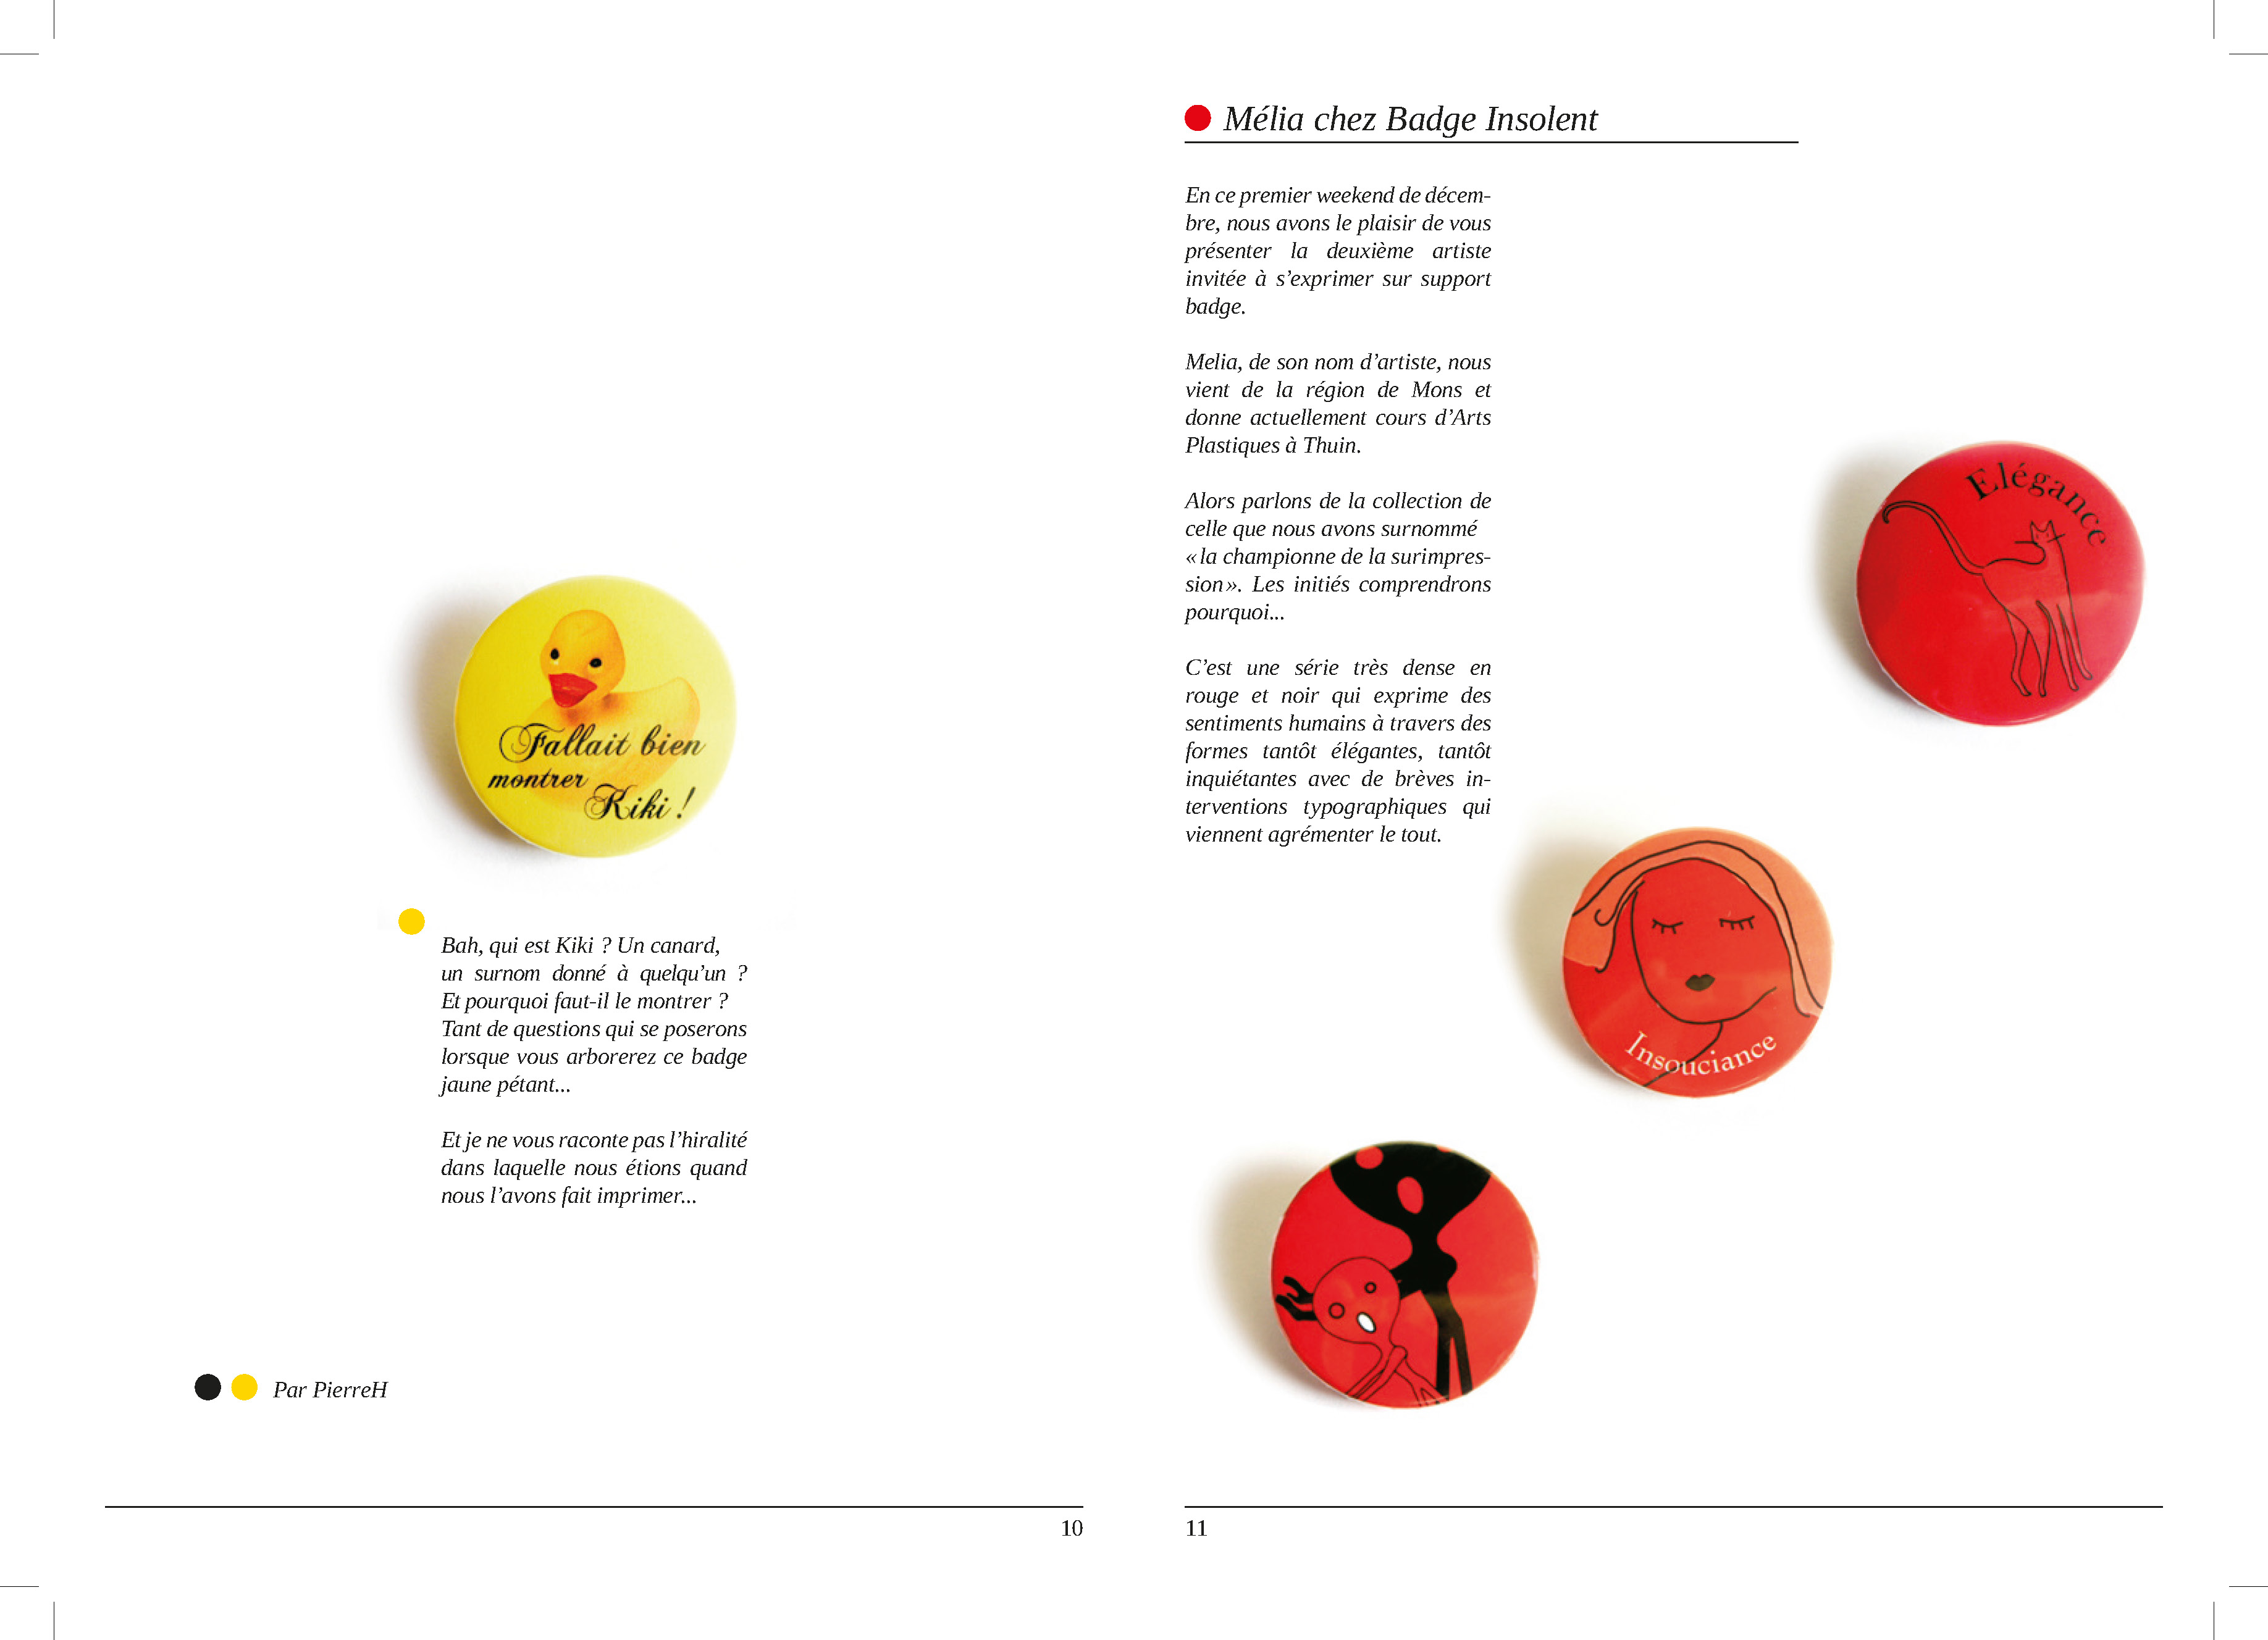 Fallait bien
montrer
Kiki !
Bah, qui est Kiki ? Un canard,
un surnom donné à quelqu’un ?
Et pourquoi faut-il le montrer ?
Tant de questions qui se poserons
lorsque vous arborerez ce badge
jaune pétant...
Et je ne vous raconte pas l’hiralité
dans laquelle nous étions quand
nous l’avons fait imprimer...
Par PierreH
10
Mélia chez Badge Insolent
En ce premier weekend de décem-
bre, nous avons le plaisir de vous
présenter la deuxième artiste
invitée à s’exprimer sur support
badge.
Melia, de son nom d’artiste, nous
vient de la région de Mons et
donne actuellement cours d’Arts
Plastiques à Thuin.
Alors parlons de la collection de
celle que nous avons surnommé
« la championne de la surimpres-
sion ». Les initiés comprendrons
pourquoi...
C’est une série très dense en
rouge et noir qui exprime des
sentiments humains à travers des
formes tantôt élégantes, tantôt
inquiétantes avec de brèves in-
terventions typographiques qui
viennent agrémenter le tout.
Elégance
Insouciance
11